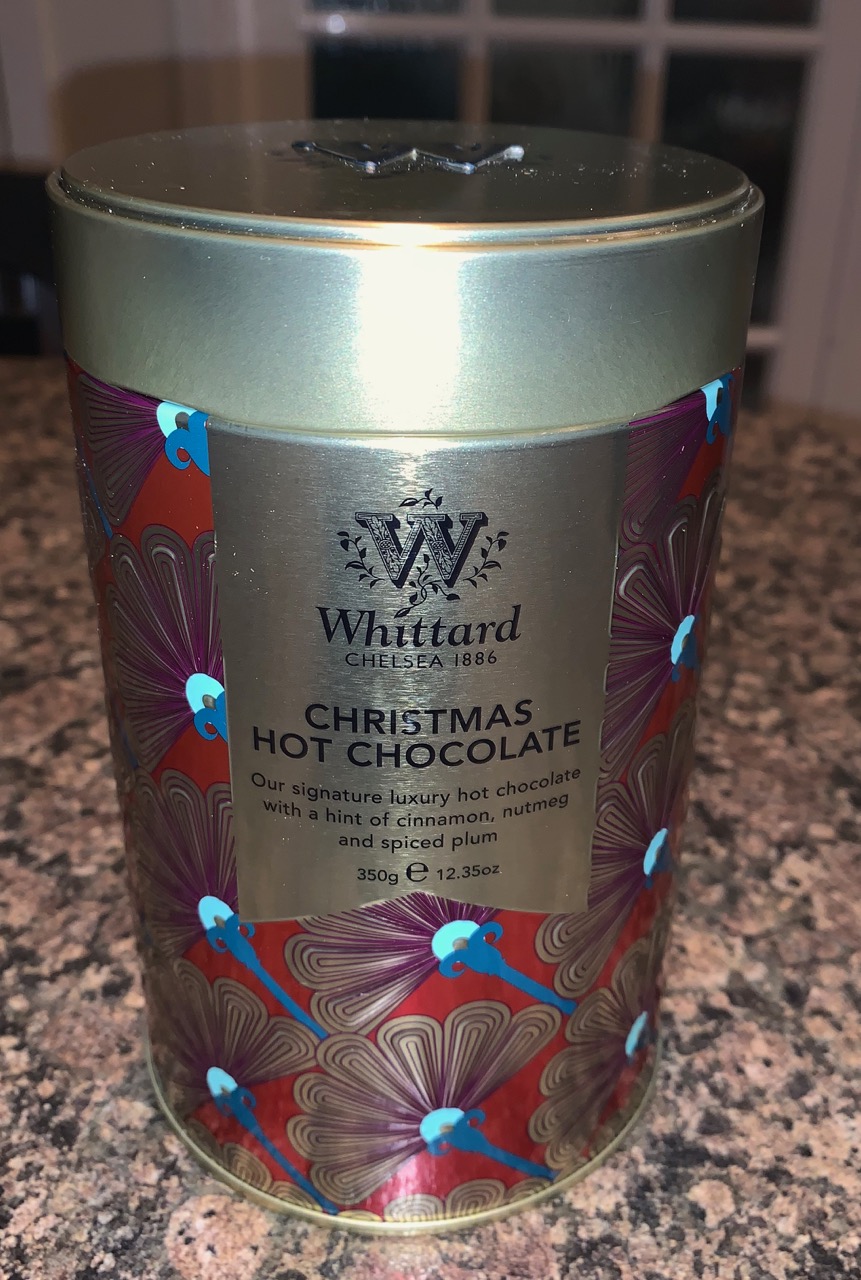 W
W
Whittard
CHELSEA 1886
CHRISTMAS
HOT CHOCOLATE
Our signature luxury hot chocolate
with a hint of cinnamon, nutmeg
and spiced plum
350g ℮ 12.35oz